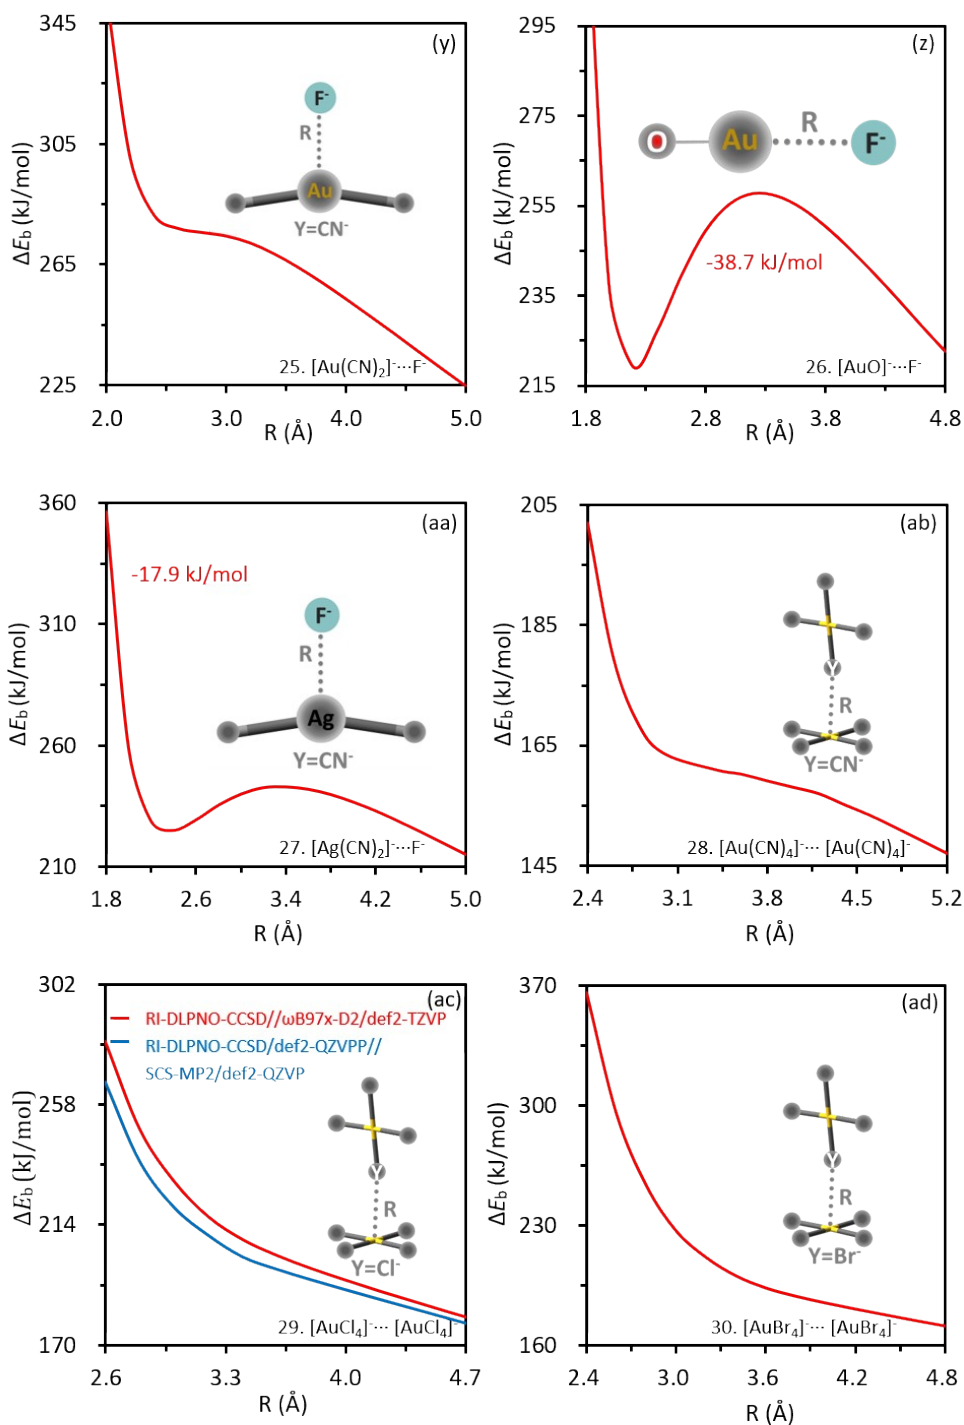 (y)
345
305
265
225
ΔE_b (kJ/mol)
F⁻
R
Au
Y=CN⁻
25. [Au(CN)₂]⁻···F⁻
2.0 3.0 4.0 5.0
R (Å)
(z)
295
275
255
235
215
ΔE_b (kJ/mol)
O Au R F⁻
-38.7 kJ/mol
26. [AuO]⁻···F⁻
1.8 2.8 3.8 4.8
R (Å)
(aa)
360
310
260
210
ΔE_b (kJ/mol)
-17.9 kJ/mol
F⁻
R
Ag
Y=CN⁻
27. [Ag(CN)₂]⁻···F⁻
1.8 2.6 3.4 4.2 5.0
R (Å)
(ab)
205
185
165
145
ΔE_b (kJ/mol)
Y
R
Y=CN⁻
28. [Au(CN)₄]⁻··· [Au(CN)₄]⁻
2.4 3.1 3.8 4.5 5.2
R (Å)
(ac)
302
258
214
170
ΔE_b (kJ/mol)
RI-DLPNO-CCSD//ωB97x-D2/def2-TZVP
RI-DLPNO-CCSD/def2-QZVPP//
SCS-MP2/def2-QZVP
Y
R
Y=Cl⁻
29. [AuCl₄]⁻··· [AuCl₄]⁻
2.6 3.3 4.0 4.7
R (Å)
(ad)
370
300
230
160
ΔE_b (kJ/mol)
Y
R
Y=Br⁻
30. [AuBr₄]⁻··· [AuBr₄]⁻
2.4 3.0 3.6 4.2 4.8
R (Å)